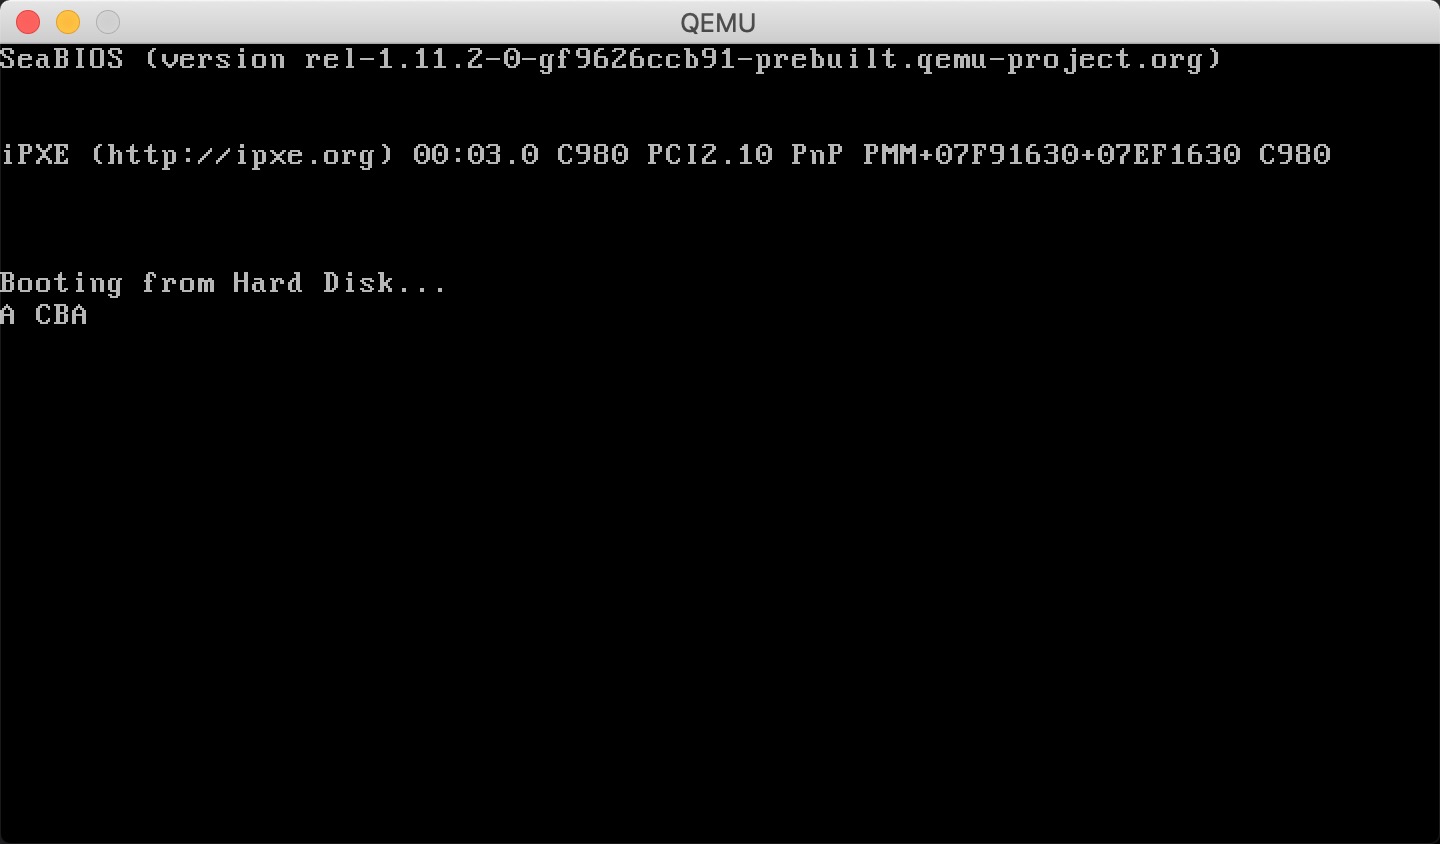 QEMU
SeaBIOS (version rel-1.11.2-0-gf9626ccb91-prebuilt.qemu-project.org)
iPXE (http://ipxe.org) 00:03.0 C980 PCI2.10 PnP PMM+07F91630+07EF1630 C980
Booting from Hard Disk...
A CBA